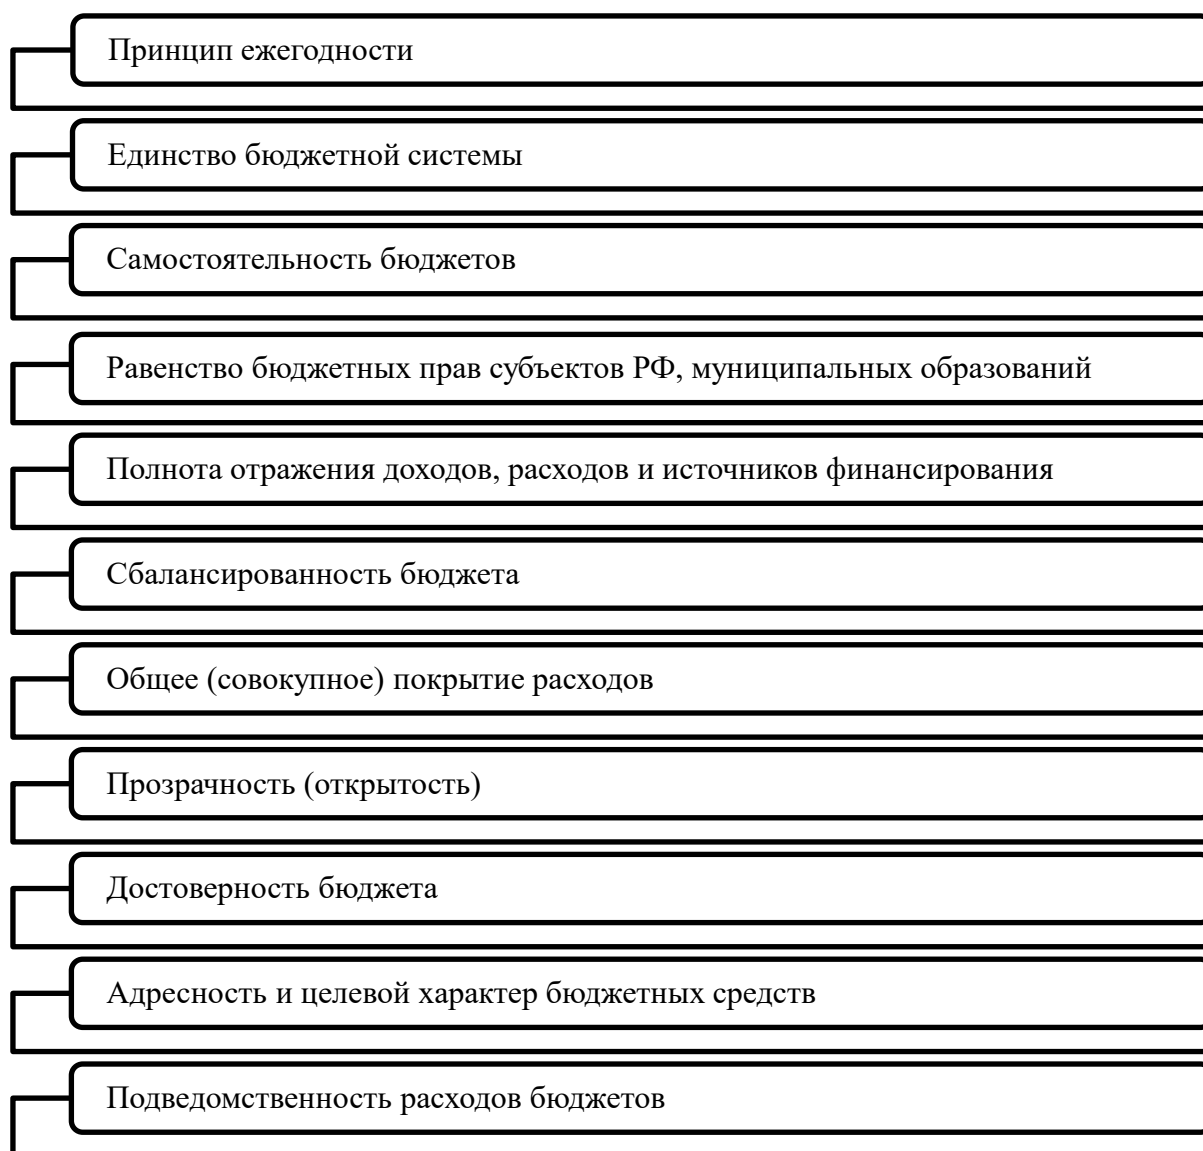 Принцип ежегодности
Единство бюджетной системы
Самостоятельность бюджетов
Равенство бюджетных прав субъектов РФ, муниципальных образований
Полнота отражения доходов, расходов и источников финансирования
Сбалансированность бюджета
Общее (совокупное) покрытие расходов
Прозрачность (открытость)
Достоверность бюджета
Адресность и целевой характер бюджетных средств
Подведомственность расходов бюджетов